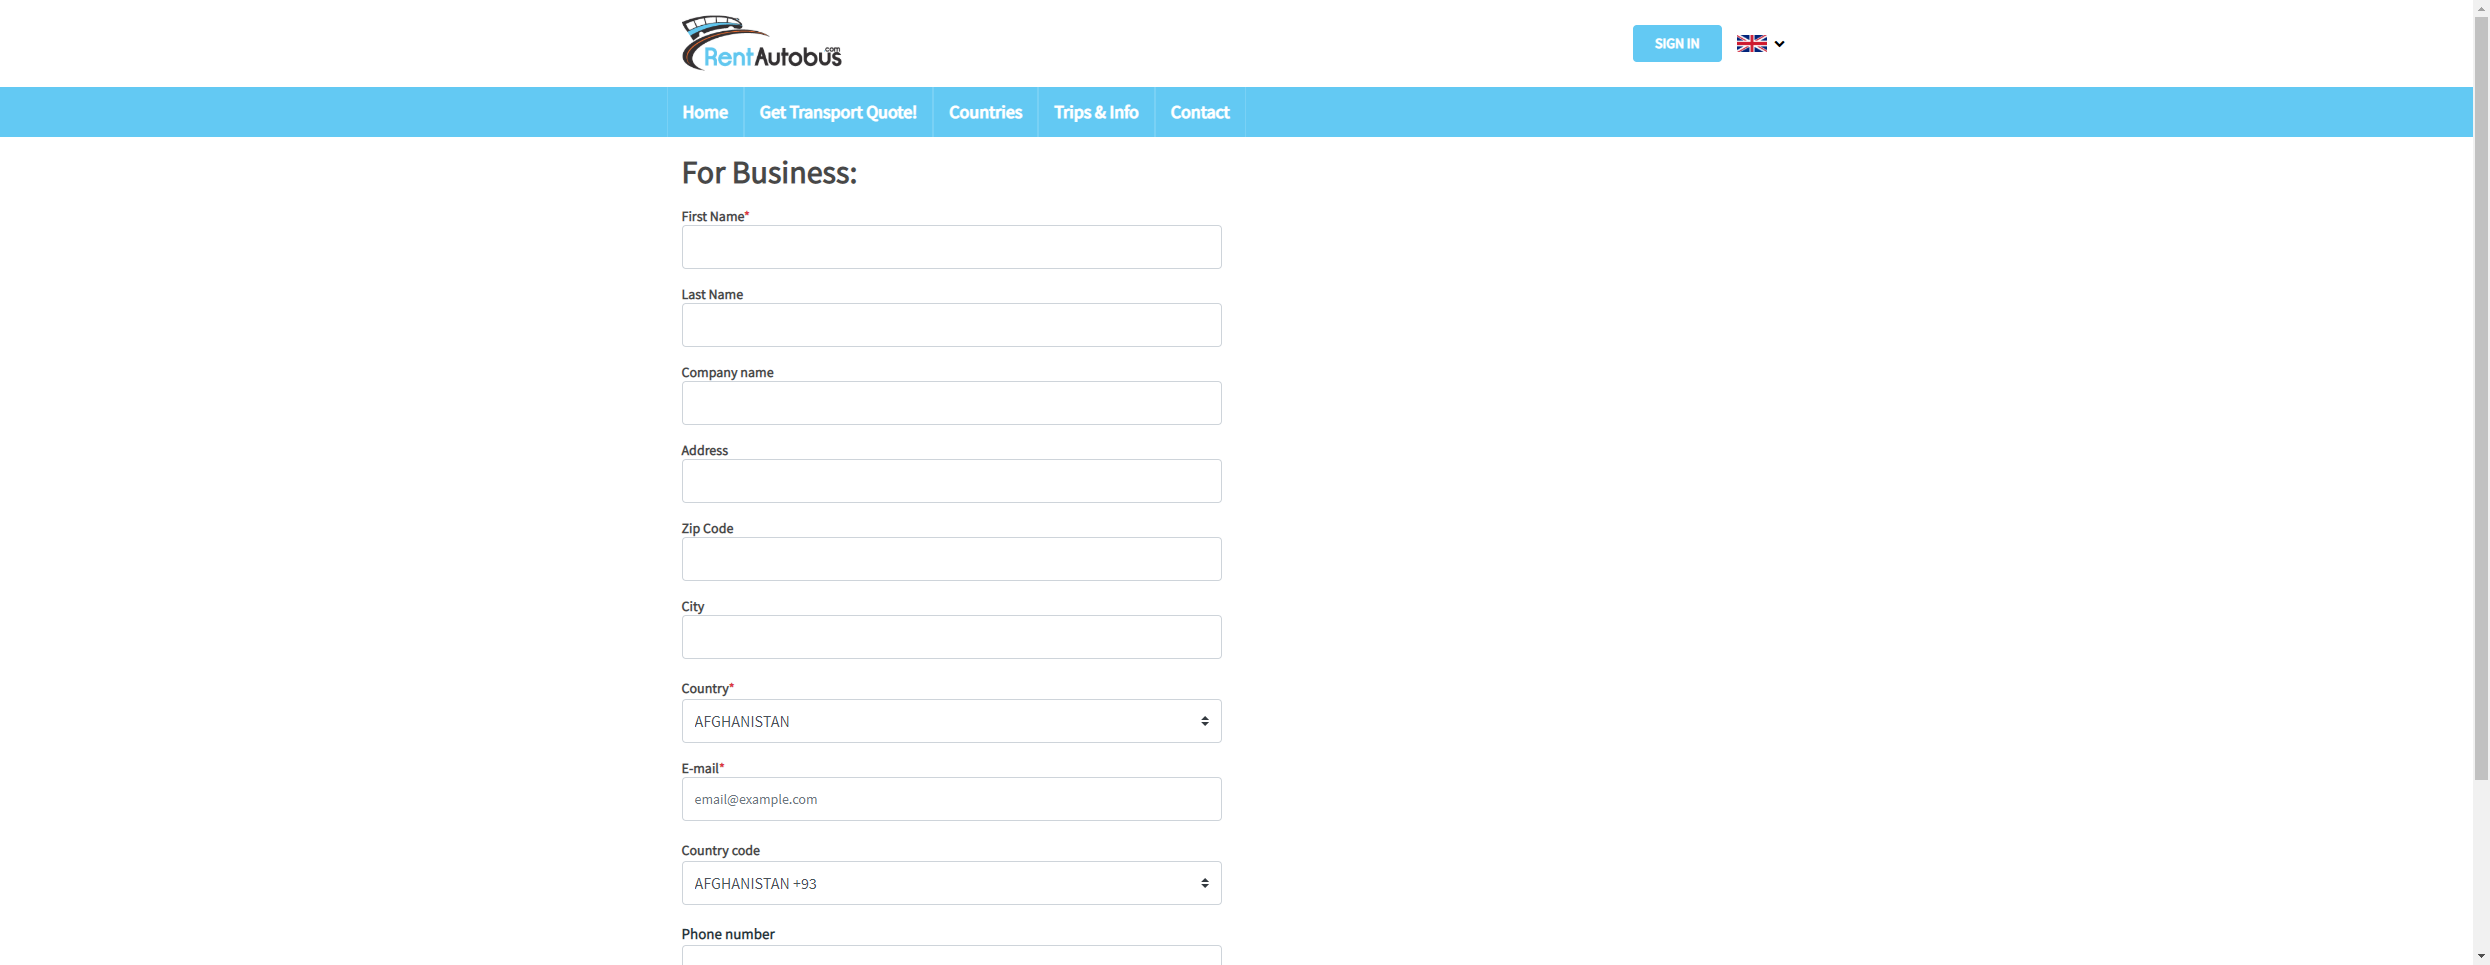 RentAutobus.com
SIGN IN
Home
Get Transport Quote!
Countries
Trips & Info
Contact
For Business:
First Name*
Last Name
Company name
Address
Zip Code
City
Country*
AFGHANISTAN
E-mail*
email@example.com
Country code
AFGHANISTAN +93
Phone number